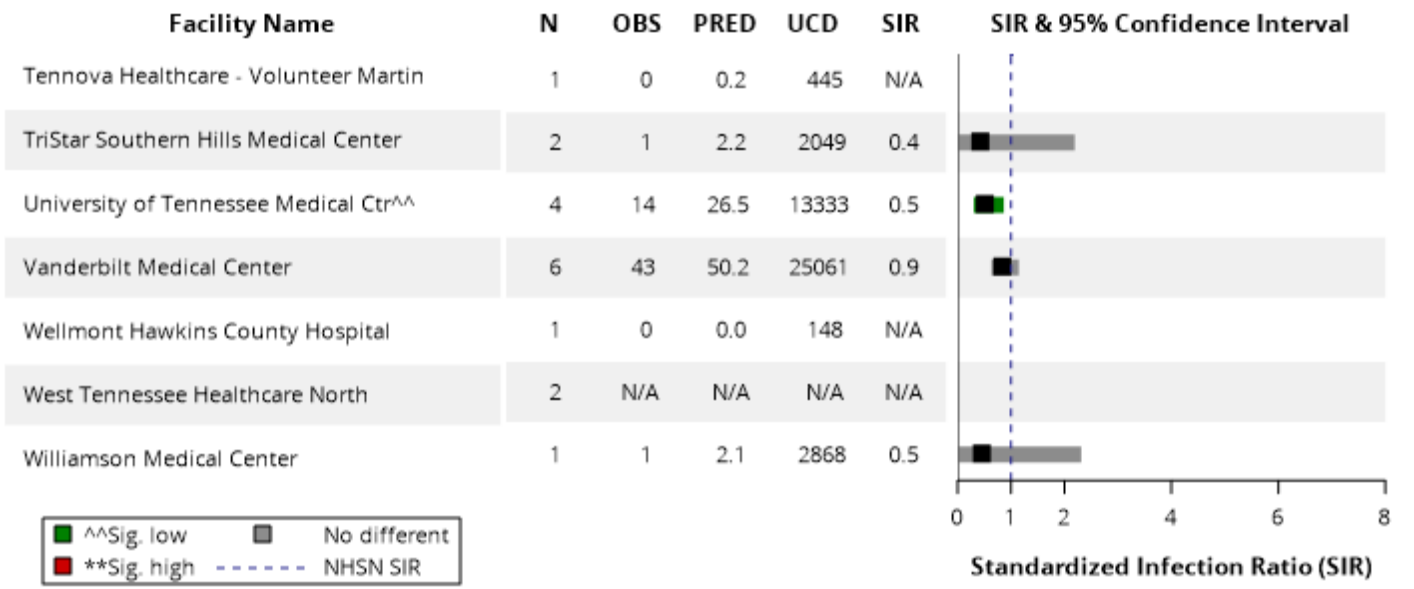 Facility Name N OBS PRED UCD SIR SIR & 95% Confidence Interval
Tennova Healthcare - Volunteer Martin 1 0 0.2 445 N/A
TriStar Southern Hills Medical Center 2 1 2.2 2049 0.4
University of Tennessee Medical Ctr^^ 4 14 26.5 13333 0.5
Vanderbilt Medical Center 6 43 50.2 25061 0.9
Wellmont Hawkins County Hospital 1 0 0.0 148 N/A
West Tennessee Healthcare North 2 N/A N/A N/A N/A
Williamson Medical Center 1 1 2.1 2868 0.5
0 1 2 4 6 8
Standardized Infection Ratio (SIR)
^^Sig. low No different
**Sig. high NHSN SIR